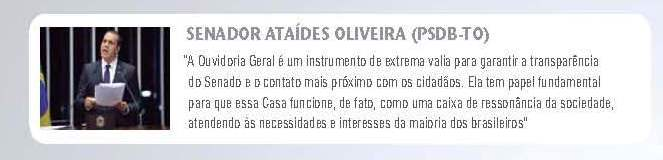 SENADOR ATAÍDES OLIVEIRA (PSDB-TO)
"A Ouvidoria Geral é um instrumento de extrema valia para garantir a transparência
do Senado e o contato mais próximo com os cidadãos. Ela tem papel fundamental
para que essa Casa funcione, de fato, como uma caixa de ressonância da sociedade,
atendendo às necessidades e interesses da maioria dos brasileiros"